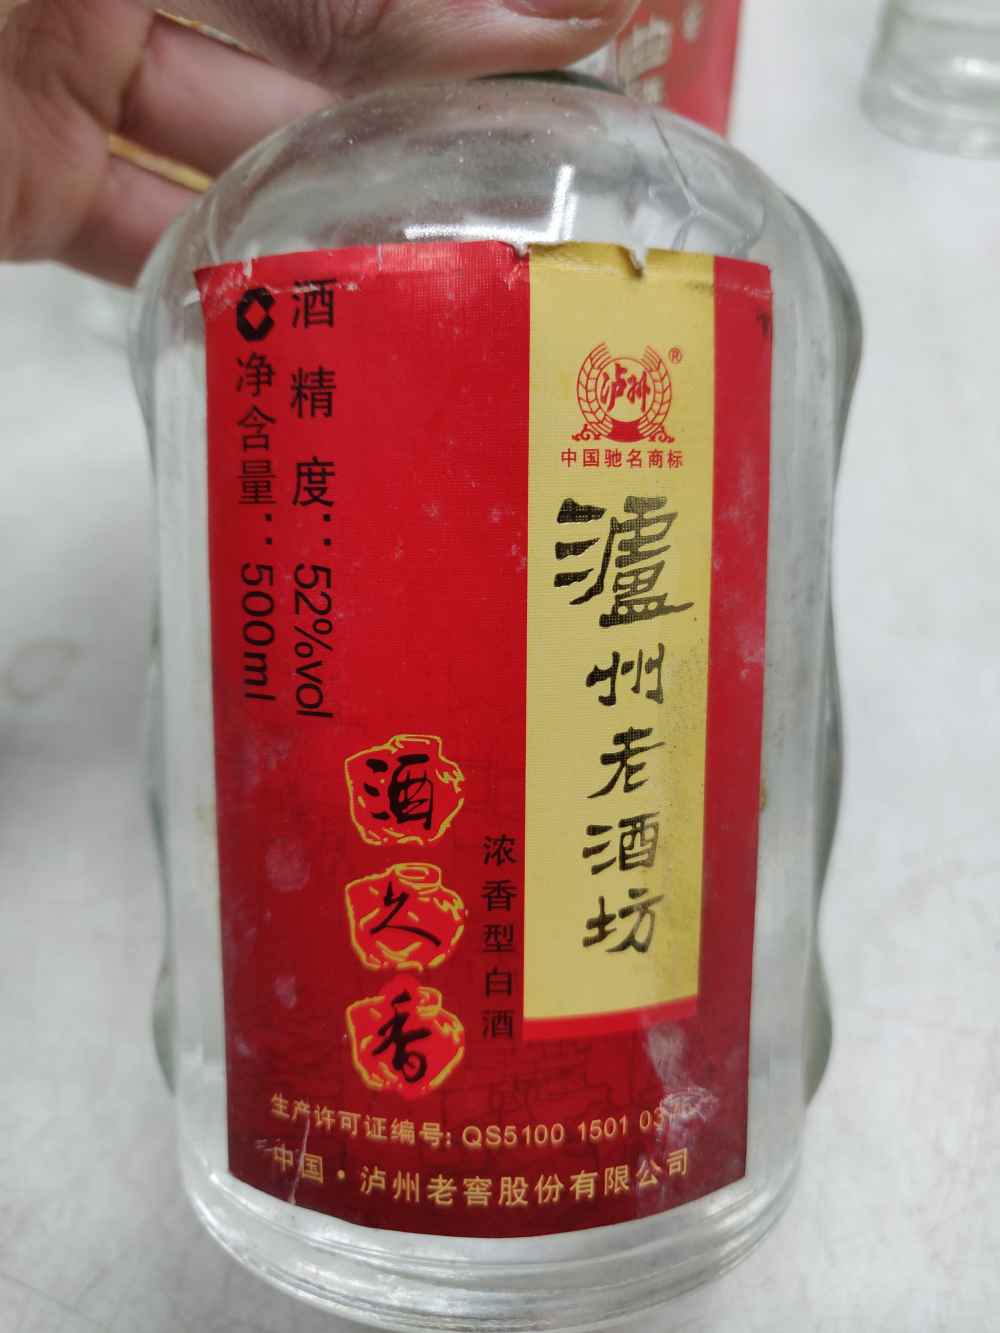 泸州®
中国驰名商标
瀘州老酒坊
浓香型白酒
酒久香
酒精度:52%vol
净含量:500ml
生产许可证编号:QS5100 1501
中国·泸州老窖股份有限公司